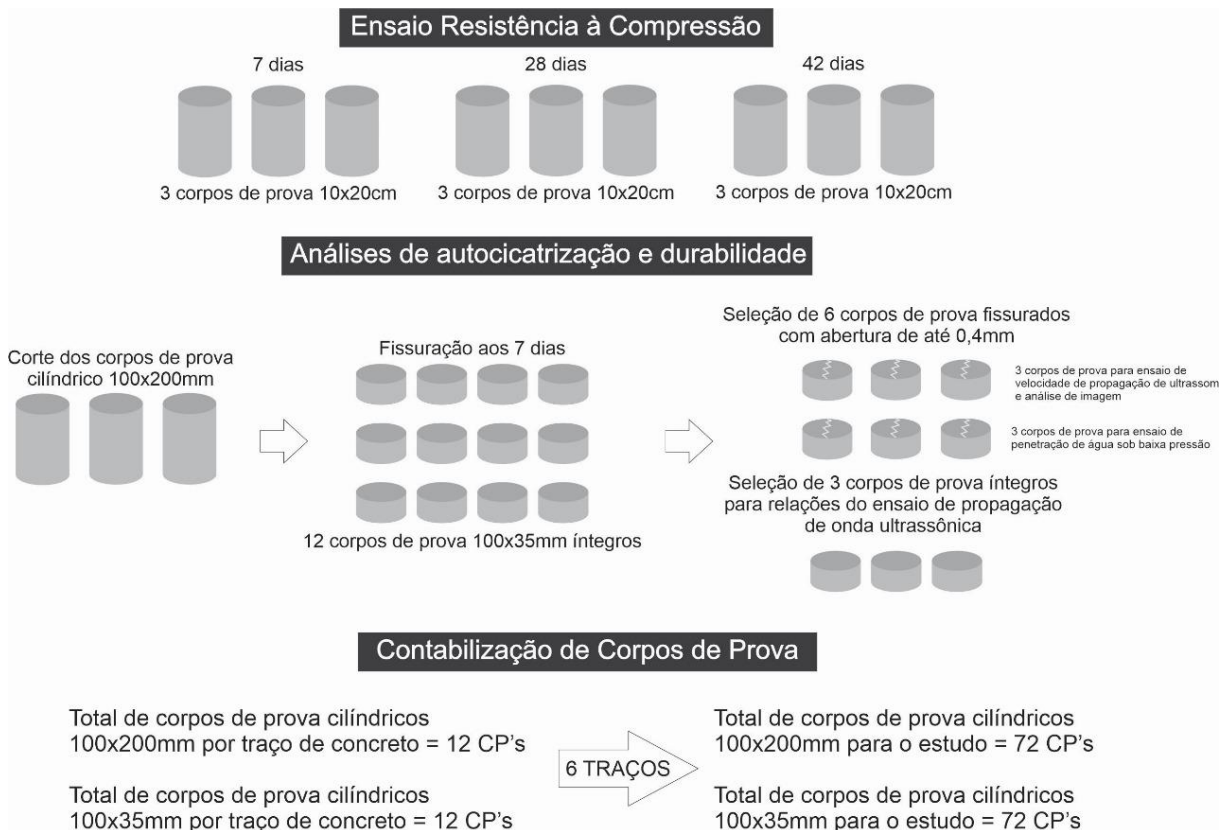 Ensaio Resistência à Compressão
7 dias
28 dias
42 dias
3 corpos de prova 10x20cm
3 corpos de prova 10x20cm
3 corpos de prova 10x20cm
Análises de autocicatrização e durabilidade
Corte dos corpos de prova
cilíndrico 100x200mm
Fissuração aos 7 dias
12 corpos de prova 100x35mm íntegros
Seleção de 6 corpos de prova fissurados
com abertura de até 0,4mm
3 corpos de prova para ensaio de
velocidade de propagação de ultrassom
e análise de imagem
3 corpos de prova para ensaio de
penetração de água sob baixa pressão
Seleção de 3 corpos de prova íntegros
para relações do ensaio de propagação
de onda ultrassônica
Contabilização de Corpos de Prova
Total de corpos de prova cilíndricos
100x200mm por traço de concreto = 12 CP's
Total de corpos de prova cilíndricos
100x35mm por traço de concreto = 12 CP's
6 TRAÇOS
Total de corpos de prova cilíndricos
100x200mm para o estudo = 72 CP's
Total de corpos de prova cilíndricos
100x35mm para o estudo = 72 CP's